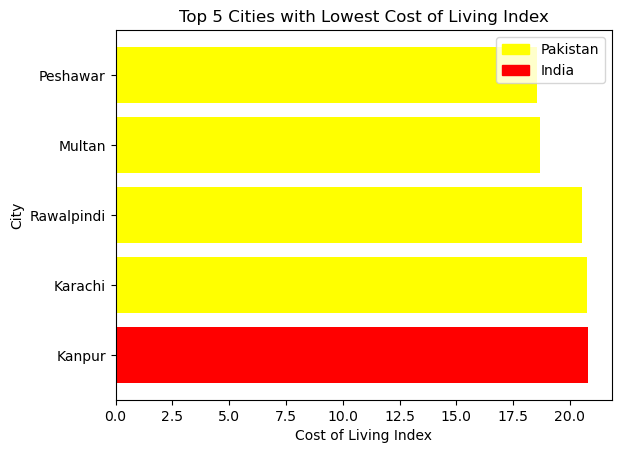 Top 5 Cities with Lowest Cost of Living Index
Pakistan
India
Peshawar
Multan
Rawalpindi
Karachi
Kanpur
City
0.0 2.5 5.0 7.5 10.0 12.5 15.0 17.5 20.0
Cost of Living Index